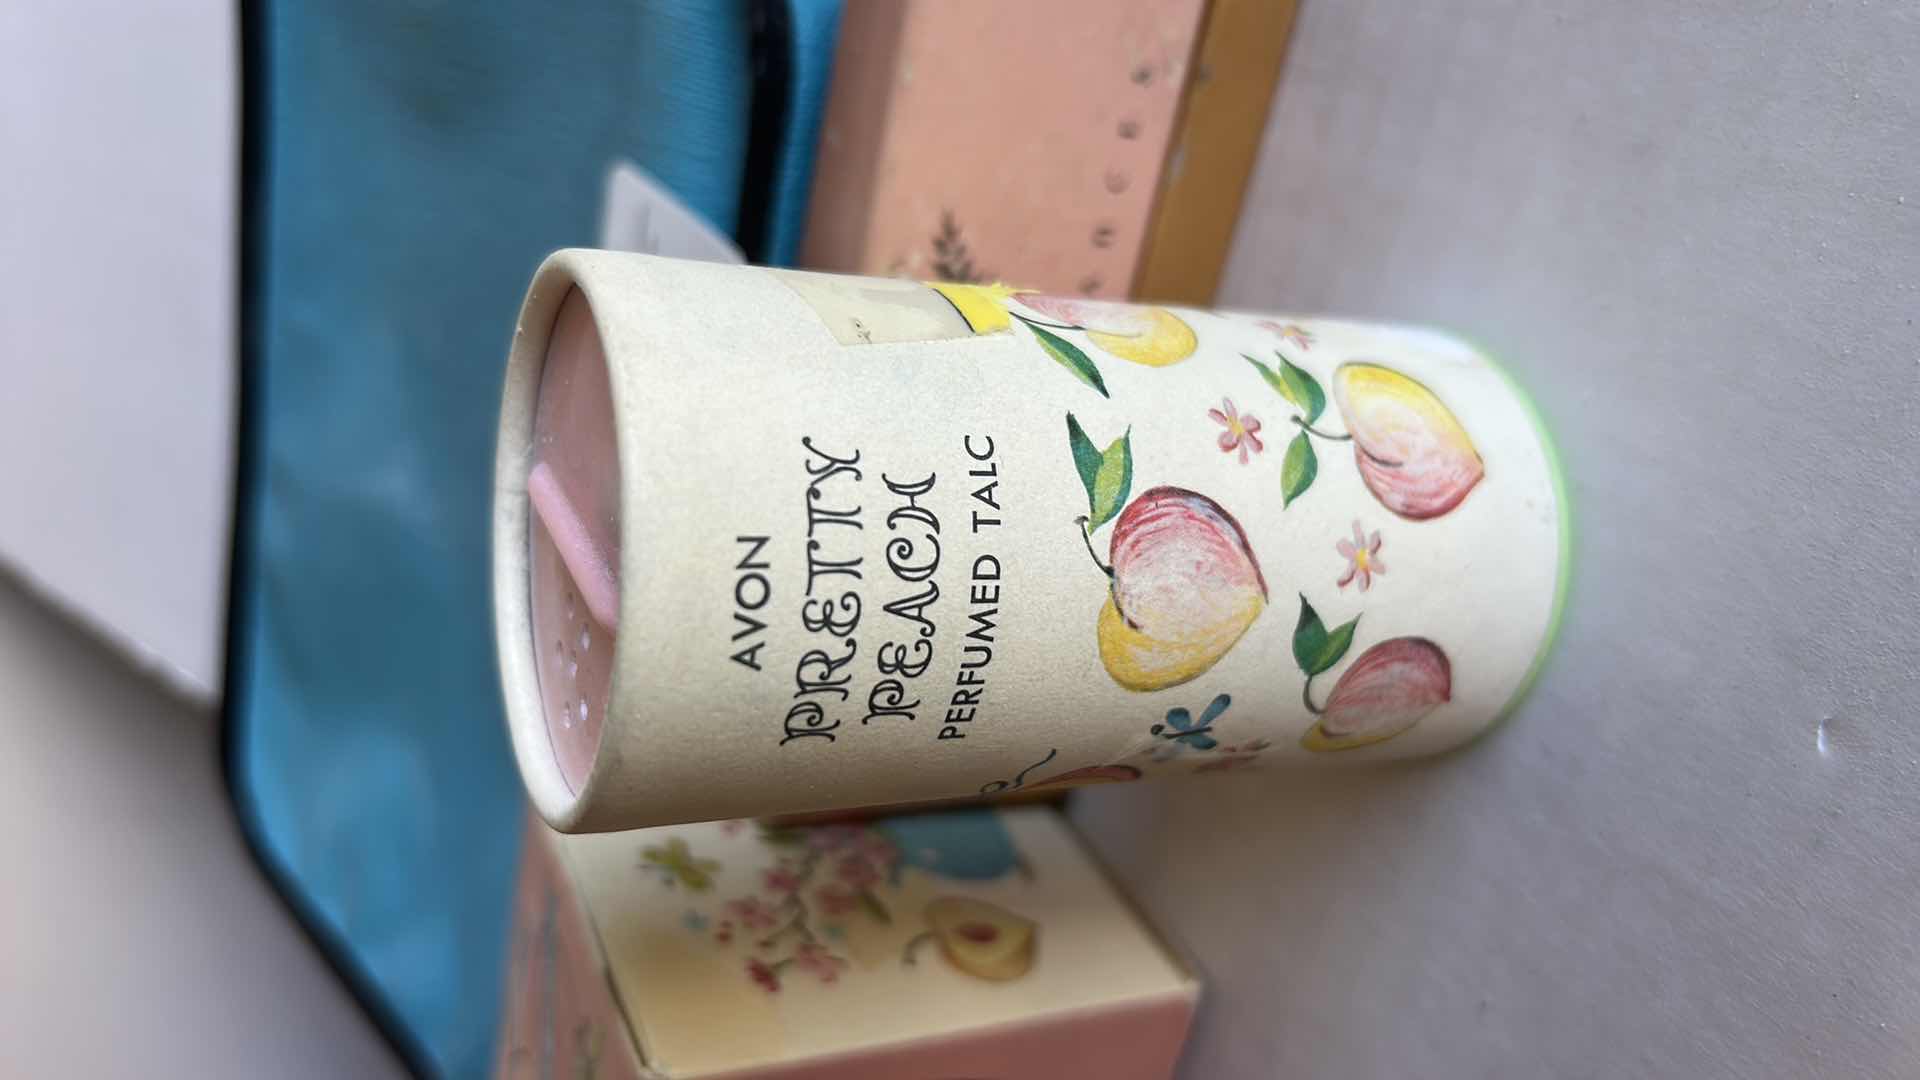 AVON
PRETTY
PEACH
PERFUMED TALC